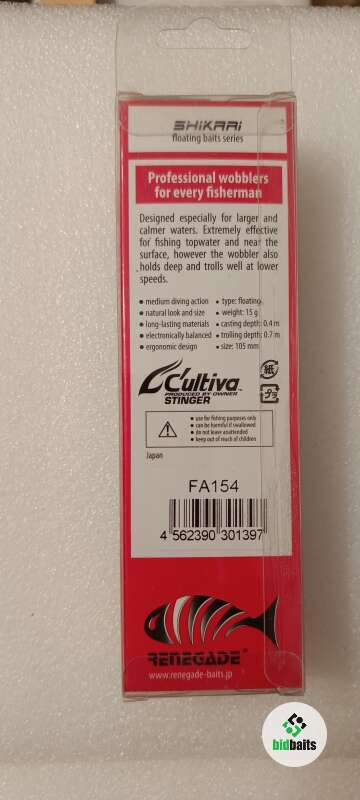 SHIKARI
floating baits series
Professional wobblers
for every fisherman
Designed especially for larger and
calmer waters. Extremely effective
for fishing topwater and near the
surface, however the wobbler also
holds deep and trolls well at lower
speeds.
• medium diving action • type: floating
• natural look and size • weight: 15 g
• long-lasting materials • casting depth: 0.4 m
• electronically balanced • trolling depth: 0.7 m
• ergonomic design • size: 105 mm
C'ultiva
PRODUCED BY OWNER
STINGER
紙
プラ
• use for fishing purposes only
• can be harmful if swallowed
• do not leave anattended
• keep out of reach of children
Japan
FA154
4 562390 301397
RENEGADE®
www.renegade-baits.jp
bidbaits